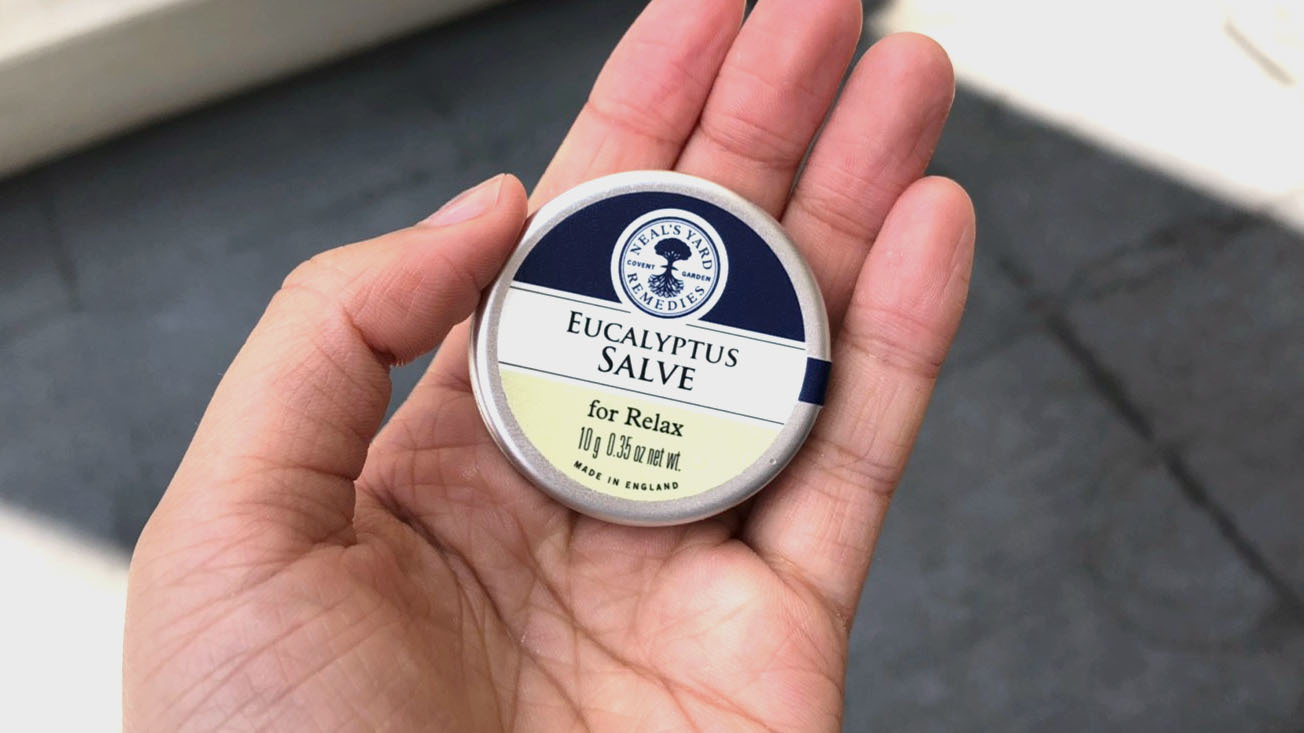 NEAL'S YARD
COVENT GARDEN
REMEDIES
EUCALYPTUS
SALVE
for Relax
10 g 0.35 oz net wt.
MADE IN ENGLAND